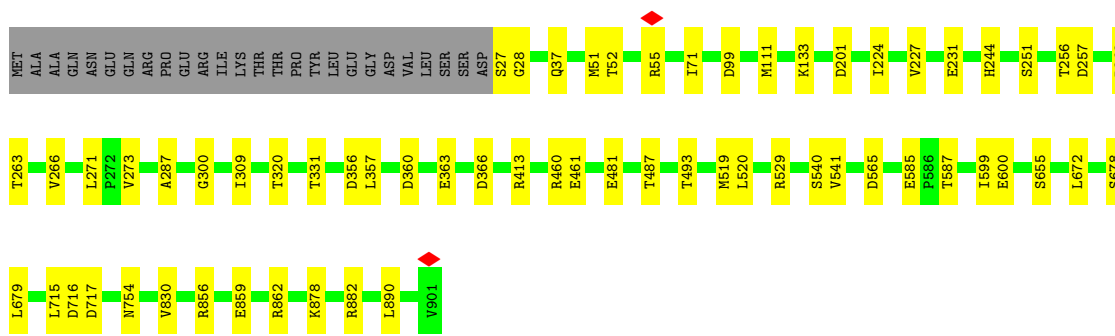 MET ALA ALA GLN ASN GLU GLN ARG PRO GLU ARG ILE LYS THR THR PRO TYR LEU GLU GLY ASP VAL LEU SER SER ASP S27 G28 Q37 M51 T52 R55 I71 D99 M111 K133 D201 I224 V227 E231 H244 S251 T256 D257
T263 V266 L271 P272 V273 A287 G300 I309 T320 T331 D356 L357 D360 E363 D366 R413 R460 E461 E481 T487 T493 M519 L520 R529 S540 V541 D565 E585 P586 T587 I599 E600 S655 L672 S678
L679 L715 D716 D717 N754 V830 R856 E859 R862 K878 R882 L890 V901